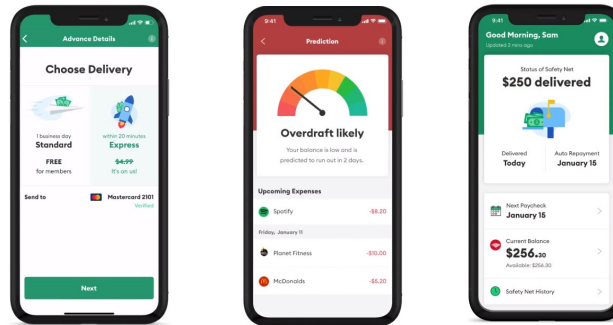 Advance Details
Choose Delivery
1 business day
Standard
FREE
for members
within 20 minutes
Express
$4.99
It's on us!
Send to
Mastercard 2101
Verified
Next
9:41
Prediction
Overdraft likely
Your balance is low and is
predicted to run out in 2 days.
Upcoming Expenses
Spotify
-$8.20
Friday, January 11
Planet Fitness
-$10.00
McDonalds
-$8.20
9:41
Good Morning, Sam
Updated 2 mins ago
Status of Safety Net
$250 delivered
Delivered
Today
Auto Repayment
January 15
Next Paycheck
January 15
Current Balance
$256.30
Available: $256.30
Safety Net History